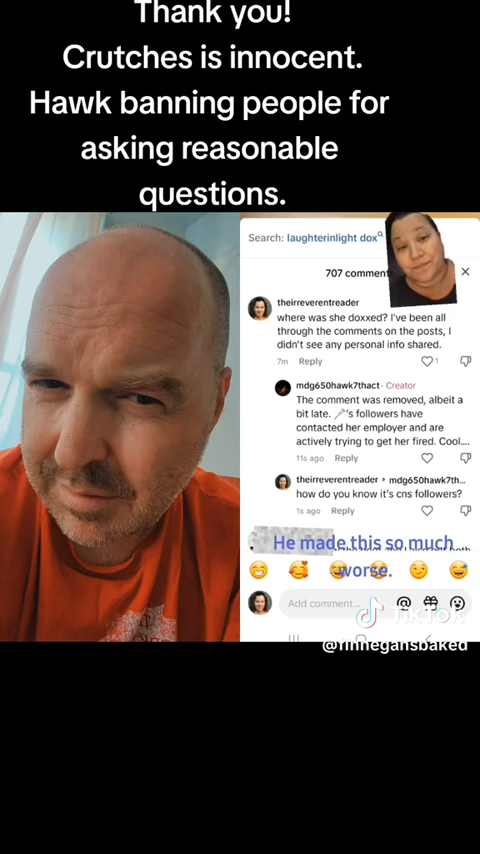 Thank you!
Crutches is innocent.
Hawk banning people for
asking reasonable
questions.
Search: laughterinlight dox
707 comment
theirreverentreader
where was she doxxed? I've been all
through the comments on the posts, I
didn't see any personal info shared.
7m Reply
1
mdg650hawk7thact · Creator
The comment was removed, albeit a
bit late. 's followers have
contacted her employer and are
actively trying to get her fired. Cool....
11s ago Reply
theirreverentreader mdg650hawk7th...
how do you know it's cns followers?
1s ago Reply
He made this so much
worse.
Add comment...
TikTok
@finnegansbaked